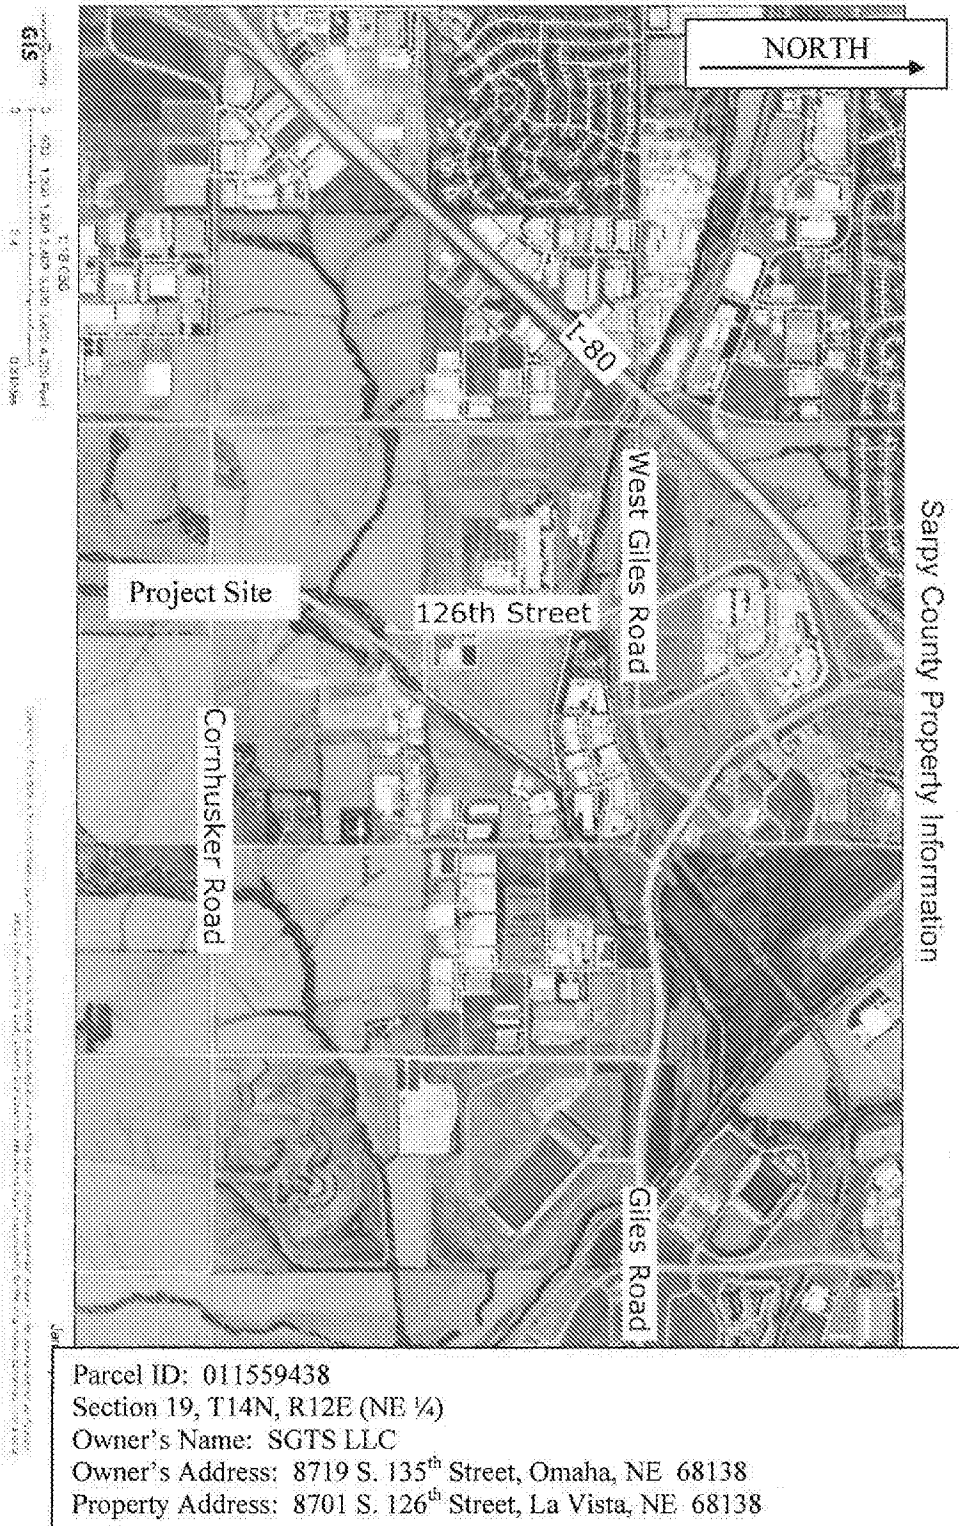 NORTH
GIS
Sarpy County Property Information
I-80
West Giles Road
Project Site
126th Street
Cornhusker Road
Giles Road
Parcel ID: 011559438
Section 19, T14N, R12E (NE ¼)
Owner's Name: SGTS LLC
Owner's Address: 8719 S. 135th Street, Omaha, NE 68138
Property Address: 8701 S. 126th Street, La Vista, NE 68138